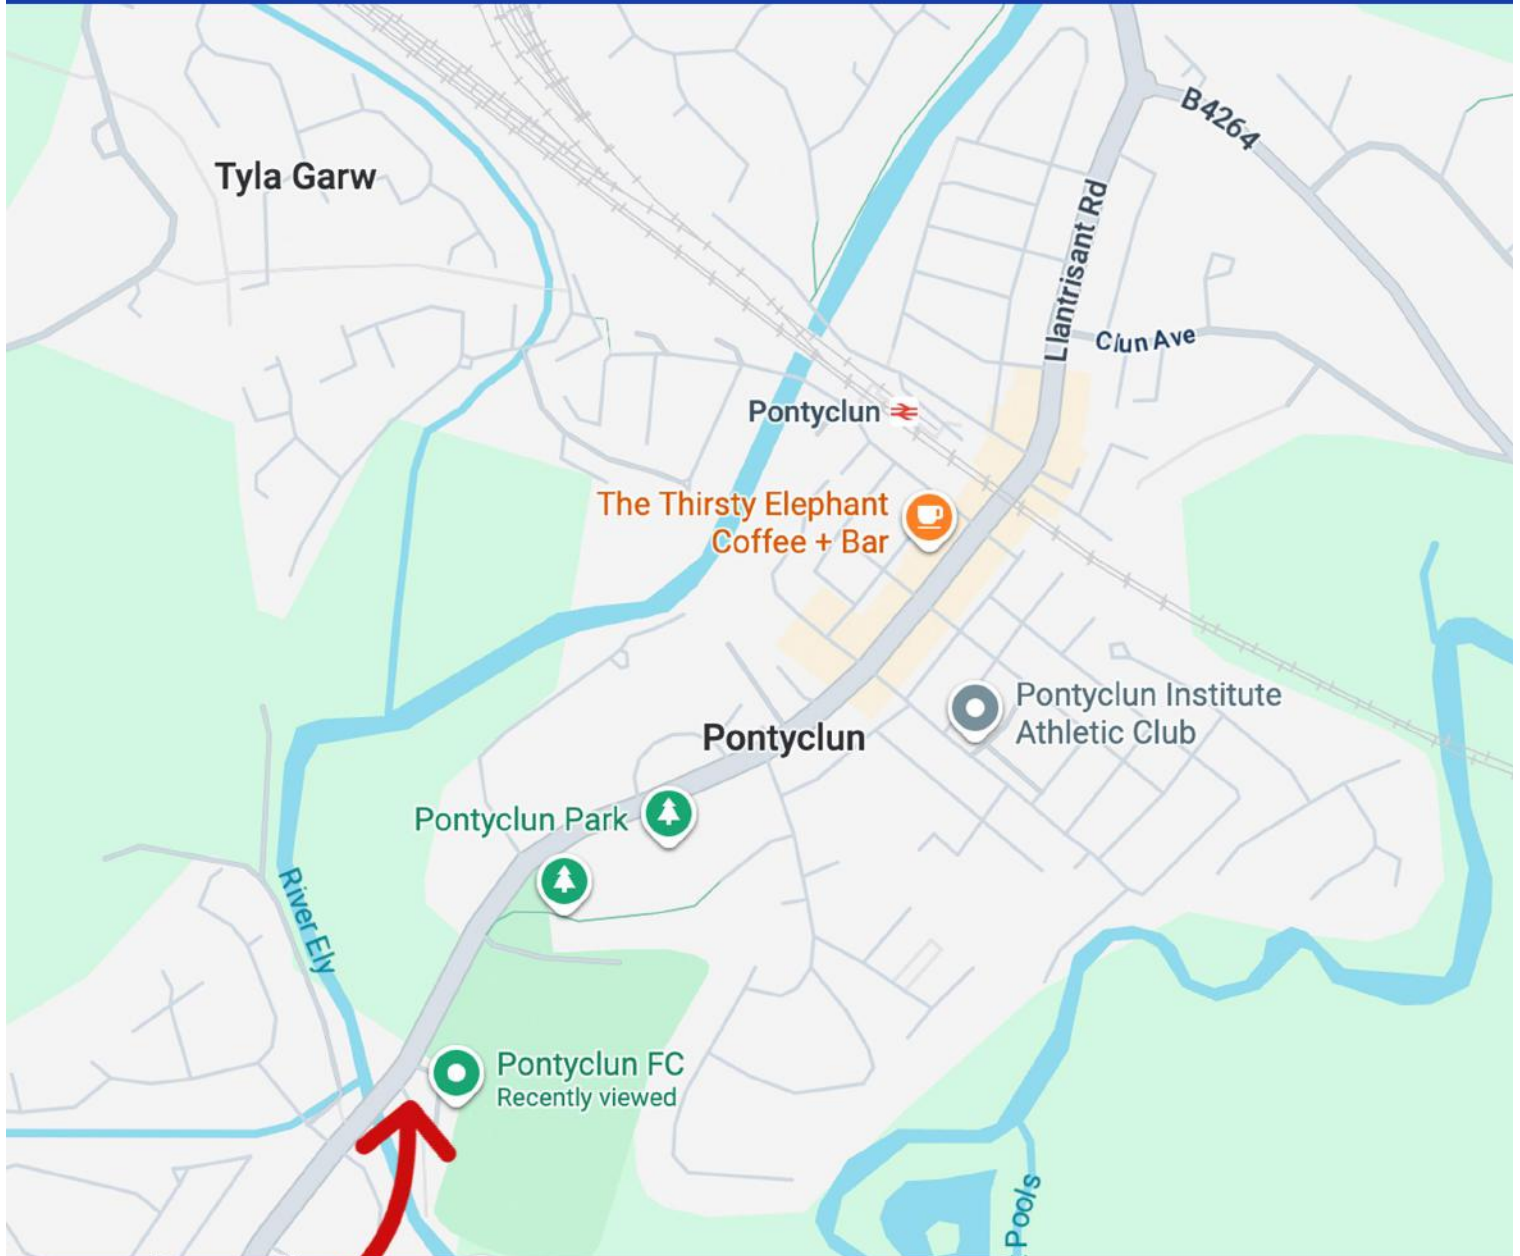 B4264
Tyla Garw
Llantrisant Rd
Clun Ave
Pontyclun
The Thirsty Elephant
Coffee + Bar
Pontyclun Institute
Athletic Club
Pontyclun
Pontyclun Park
River Ely
Pontyclun FC
Recently viewed
Pools